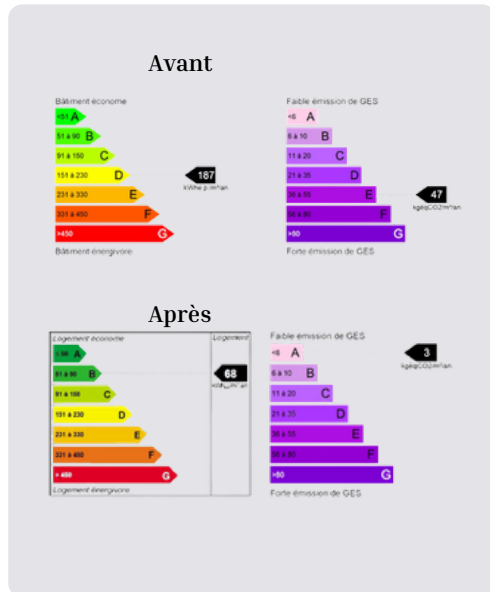 Avant
Bâtiment économe
<51 A
51 à 90 B
91 à 150 C
151 à 230 D
231 à 330 E
331 à 450 F
>450 G
Bâtiment énergivore
187
Faible émission de GES
<6 A
6 à 10 B
11 à 20 C
21 à 35 D
36 à 55 E
56 à 80 F
>80 G
Forte émission de GES
47
kgéqCO2/m²/an
Après
Logement économe
A
51 à 90 B
91 à 150 C
151 à 230 D
231 à 330 E
331 à 450 F
> 450 G
Logement énergivore
Logement
68
Faible émission de GES
<6 A
6 à 10 B
11 à 20 C
21 à 35 D
36 à 55 E
56 à 80 F
>80 G
Forte émission de GES
3
kgéqCO2/m²/an